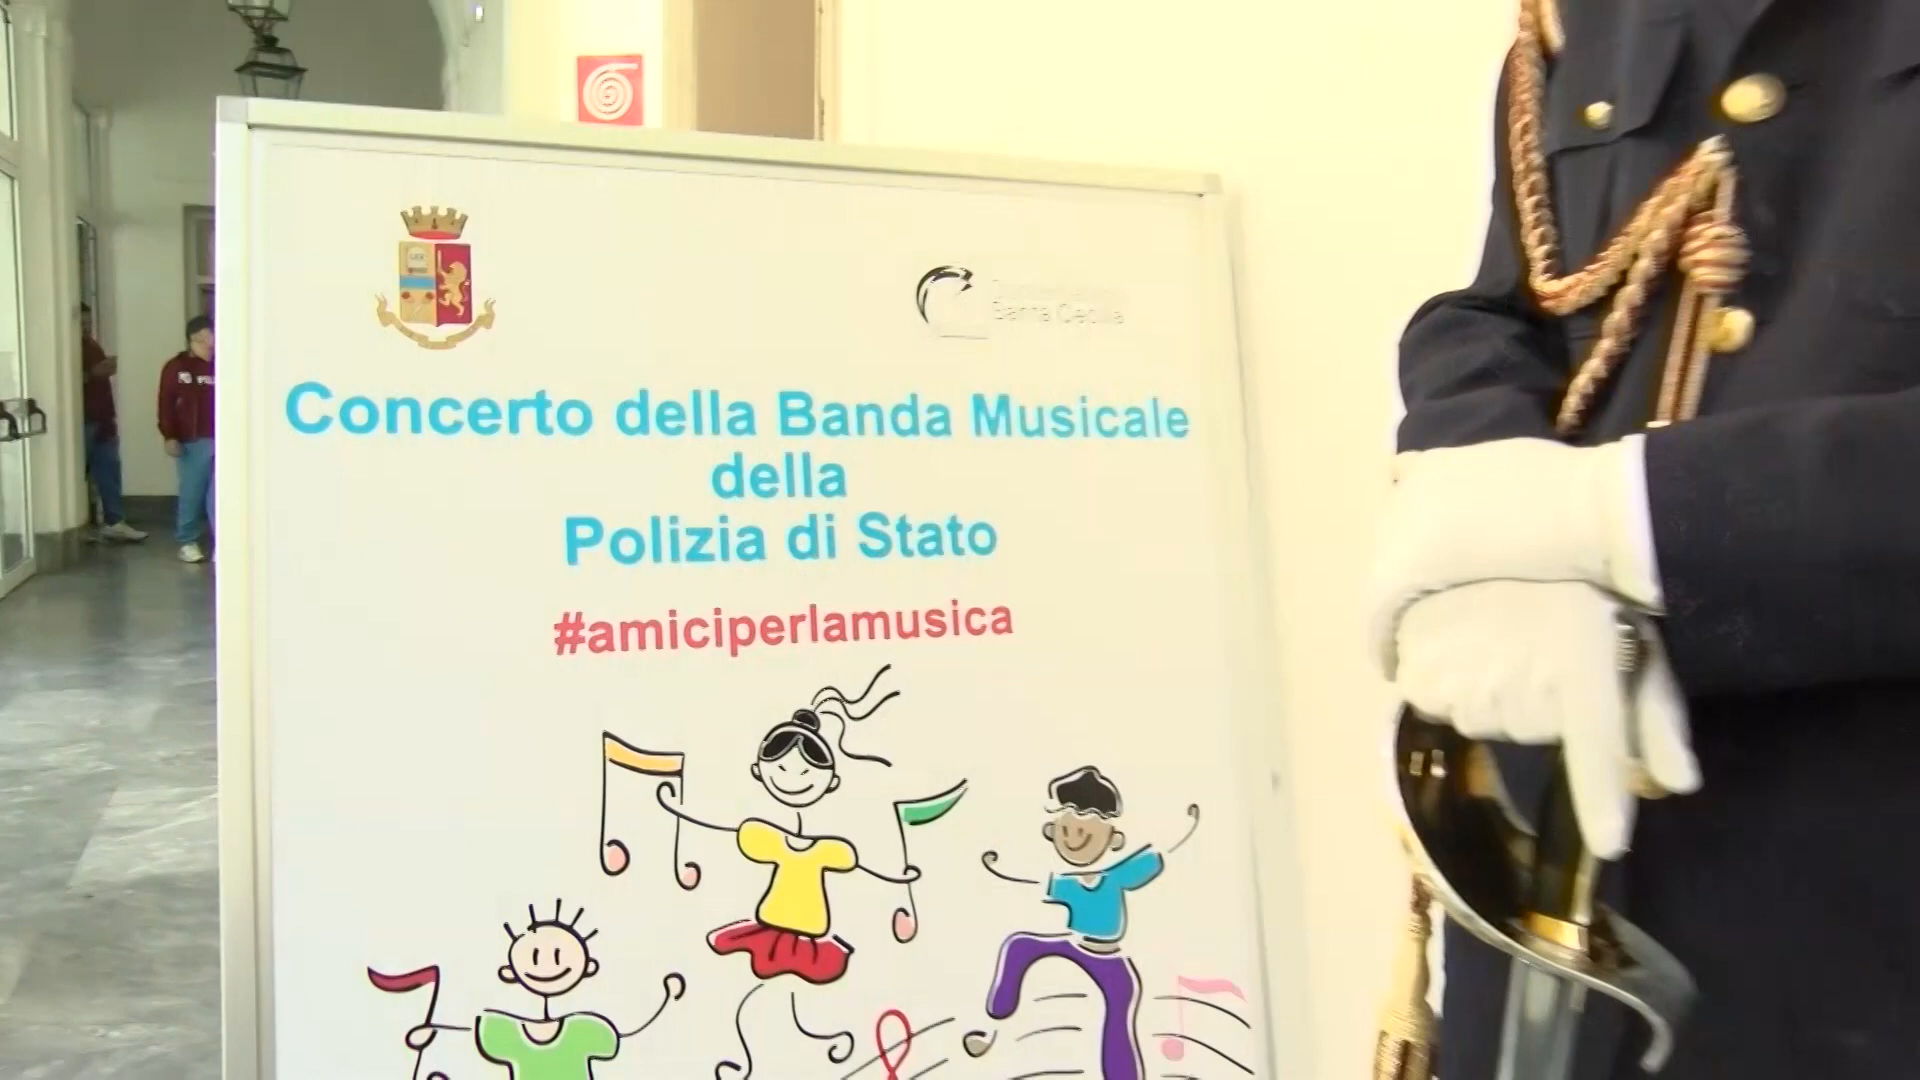 Concerto della Banda Musicale
della
Polizia di Stato
#amiciperlamusica